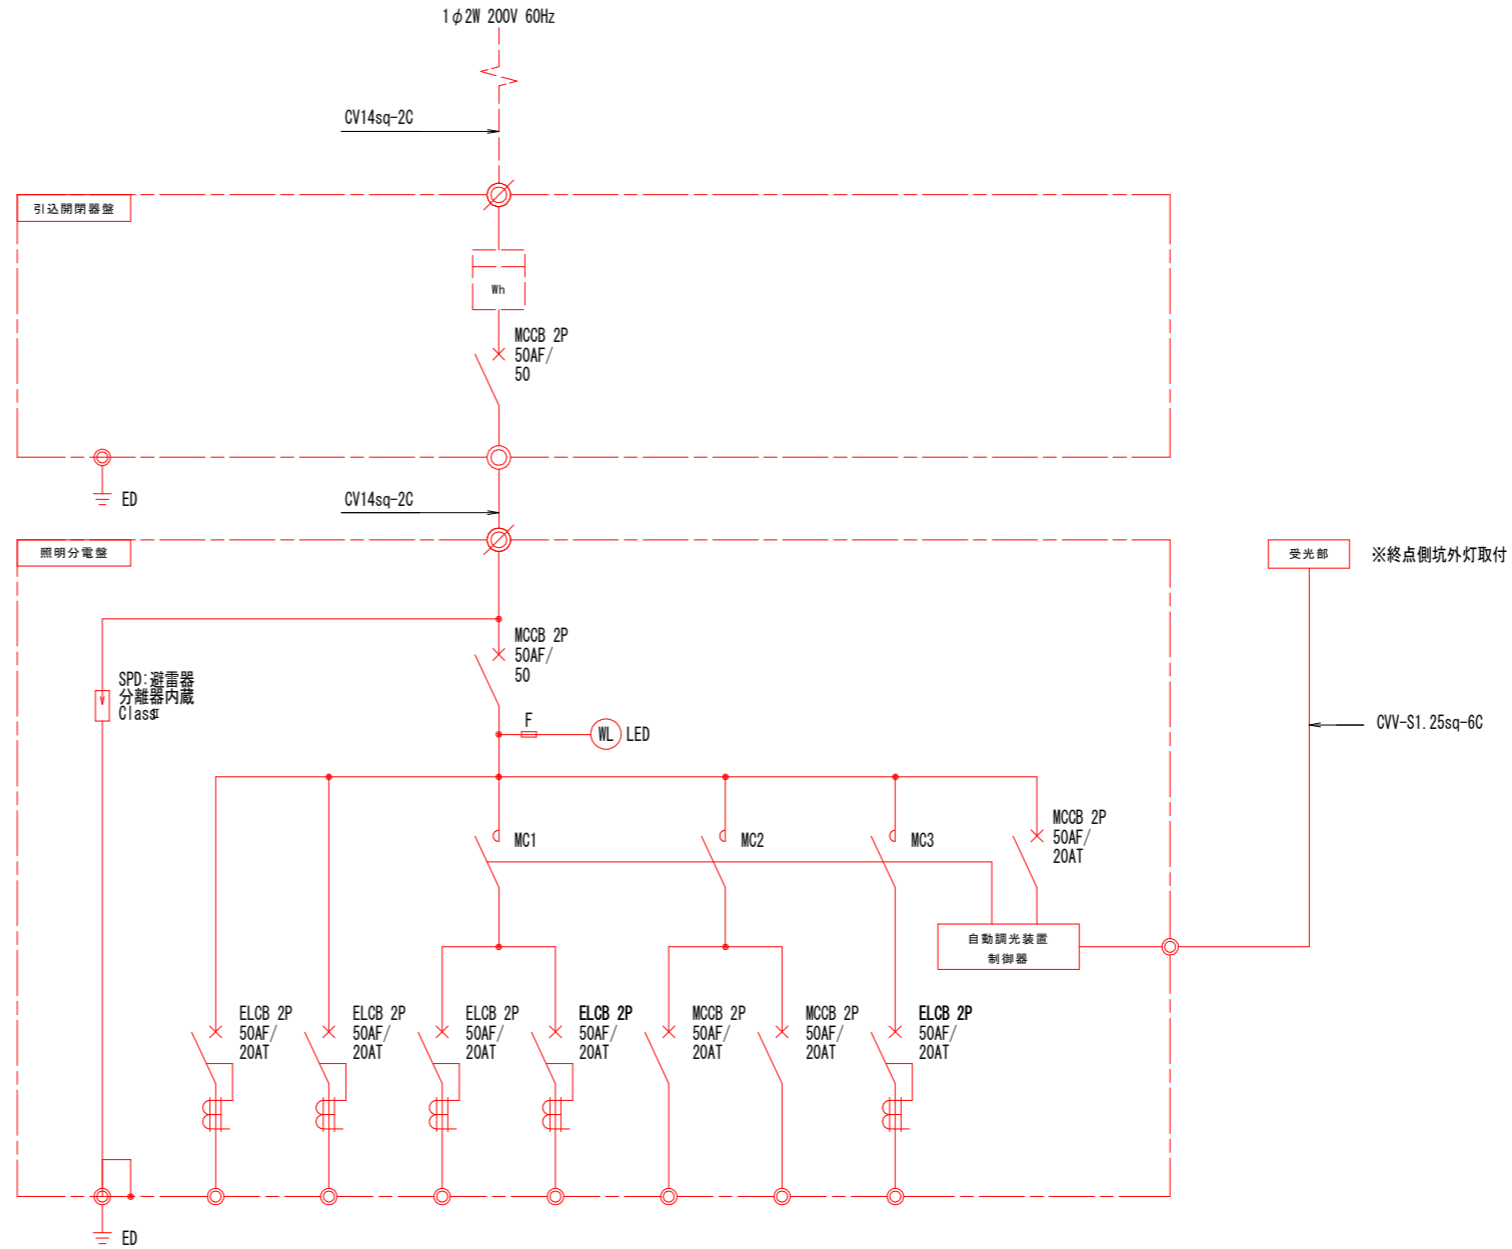 1φ2W 200V 60Hz
CV14sq-2C
引込開閉器盤
Wh
MCCB 2P
50AF/
50
ED
CV14sq-2C
照明分電盤
受光部
※終点側坑外灯取付
MCCB 2P
50AF/
50
SPD:避雷器
分離器内蔵
ClassⅡ
F
WL
LED
CVV-S1.25sq-6C
MC1
MC2
MC3
MCCB 2P
50AF/
20AT
自動調光装置
制御器
ELCB 2P
50AF/
20AT
ELCB 2P
50AF/
20AT
ELCB 2P
50AF/
20AT
ELCB 2P
50AF/
20AT
MCCB 2P
50AF/
20AT
MCCB 2P
50AF/
20AT
ELCB 2P
50AF/
20AT
ED